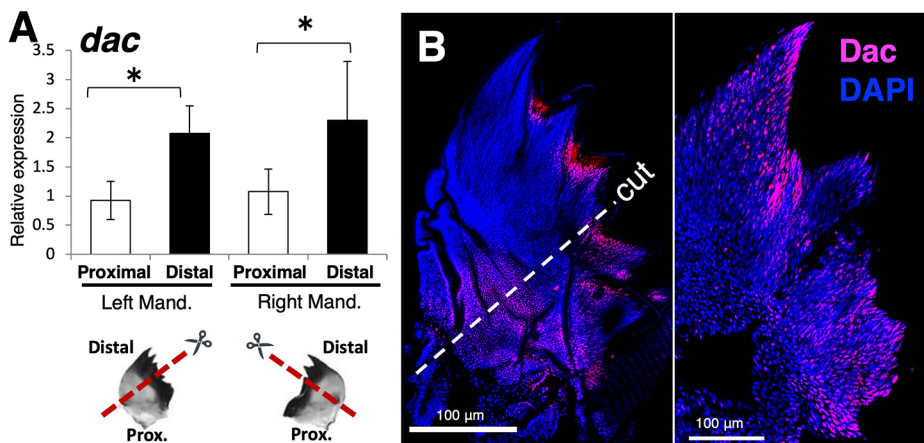 A
dac
Relative expression
3.5
3
2.5
2
1.5
1
0.5
0
*
*
Proximal Distal Proximal Distal
Left Mand. Right Mand.
Distal Distal
Prox. Prox.
B
cut
100 μm
Dac
DAPI
100 μm